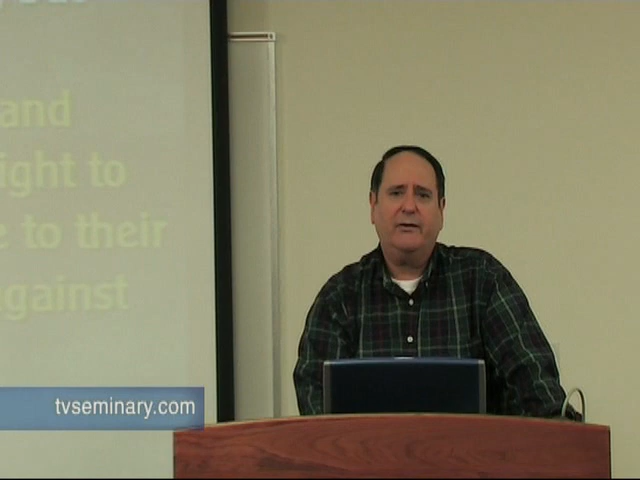 and
ight to
e to their
against
tvseminary.com